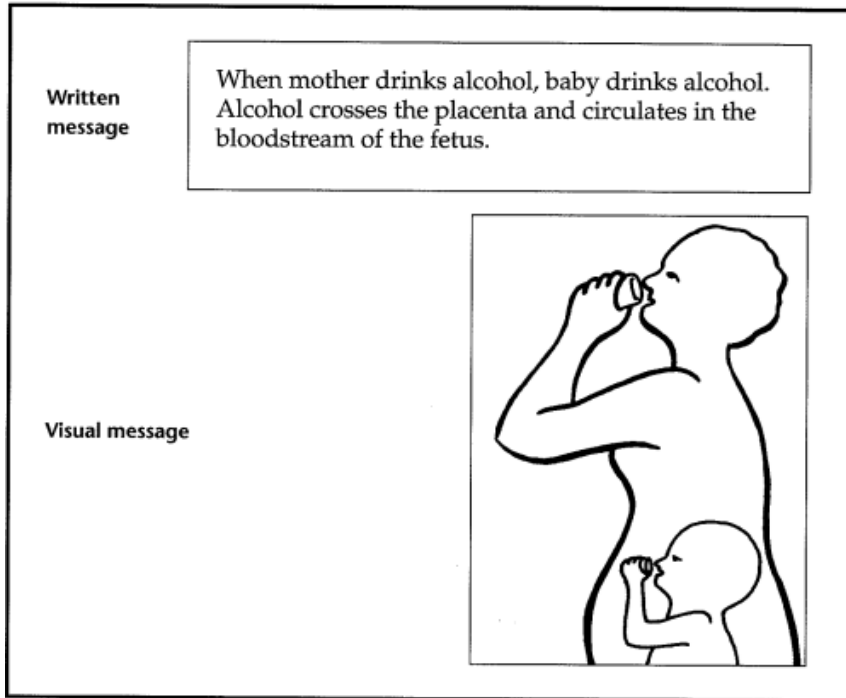 Written
message
When mother drinks alcohol, baby drinks alcohol.
Alcohol crosses the placenta and circulates in the
bloodstream of the fetus.
Visual message